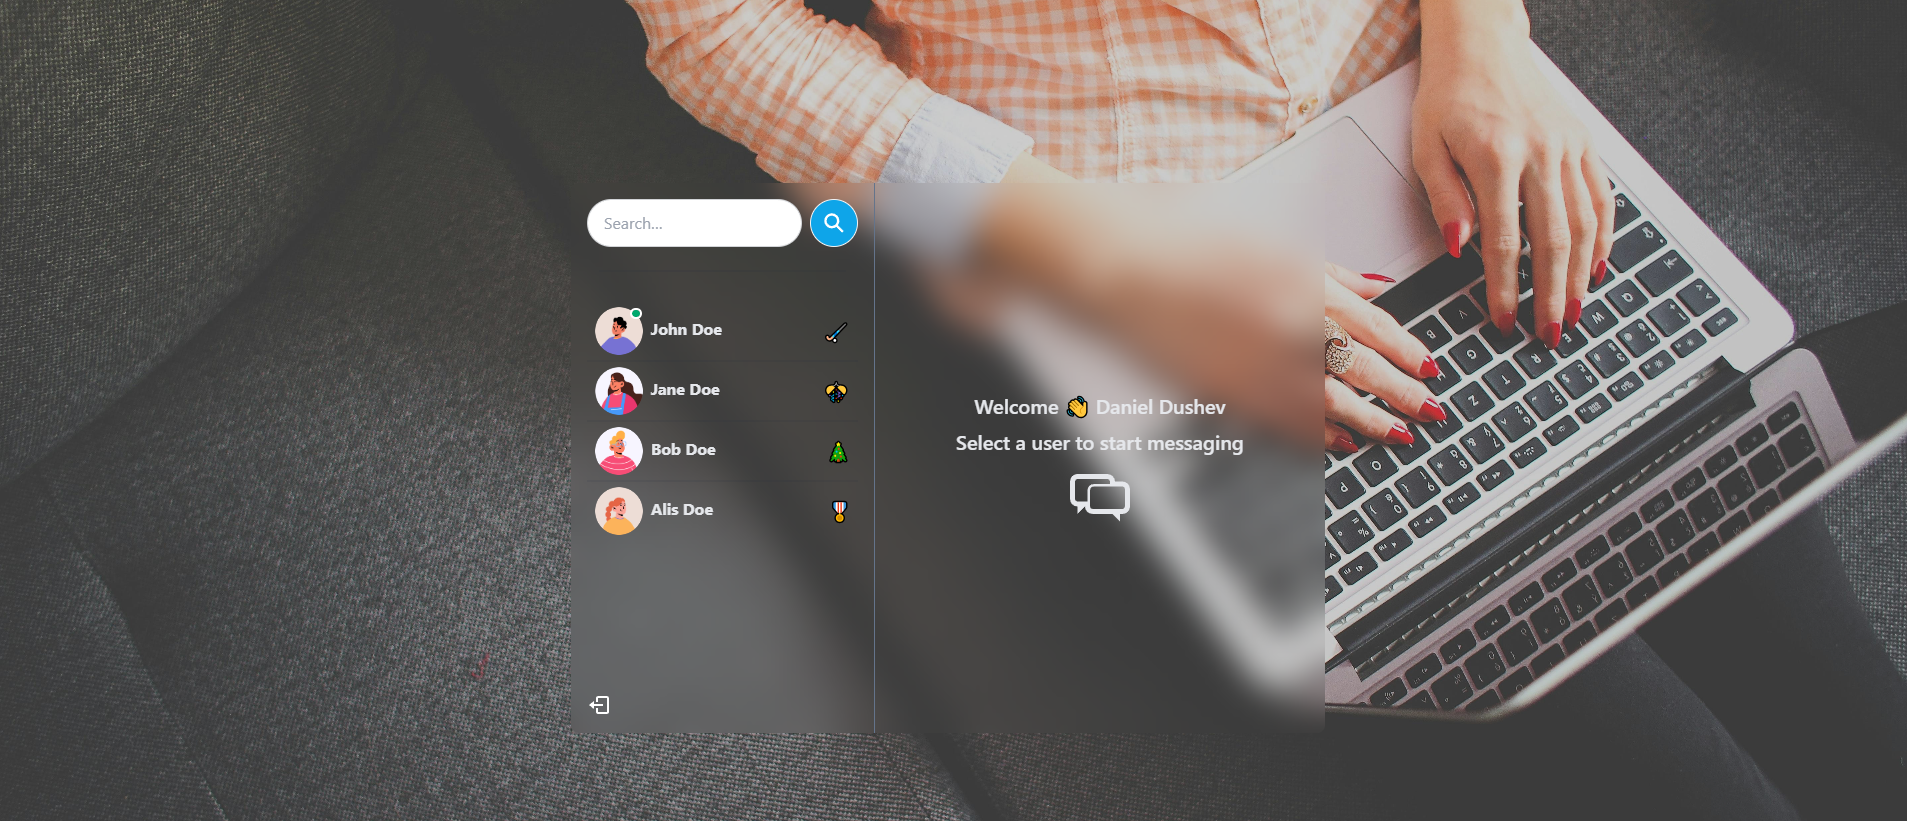 Search...
John Doe
Jane Doe
Bob Doe
Alis Doe
Welcome 👋 Daniel Dushev
Select a user to start messaging